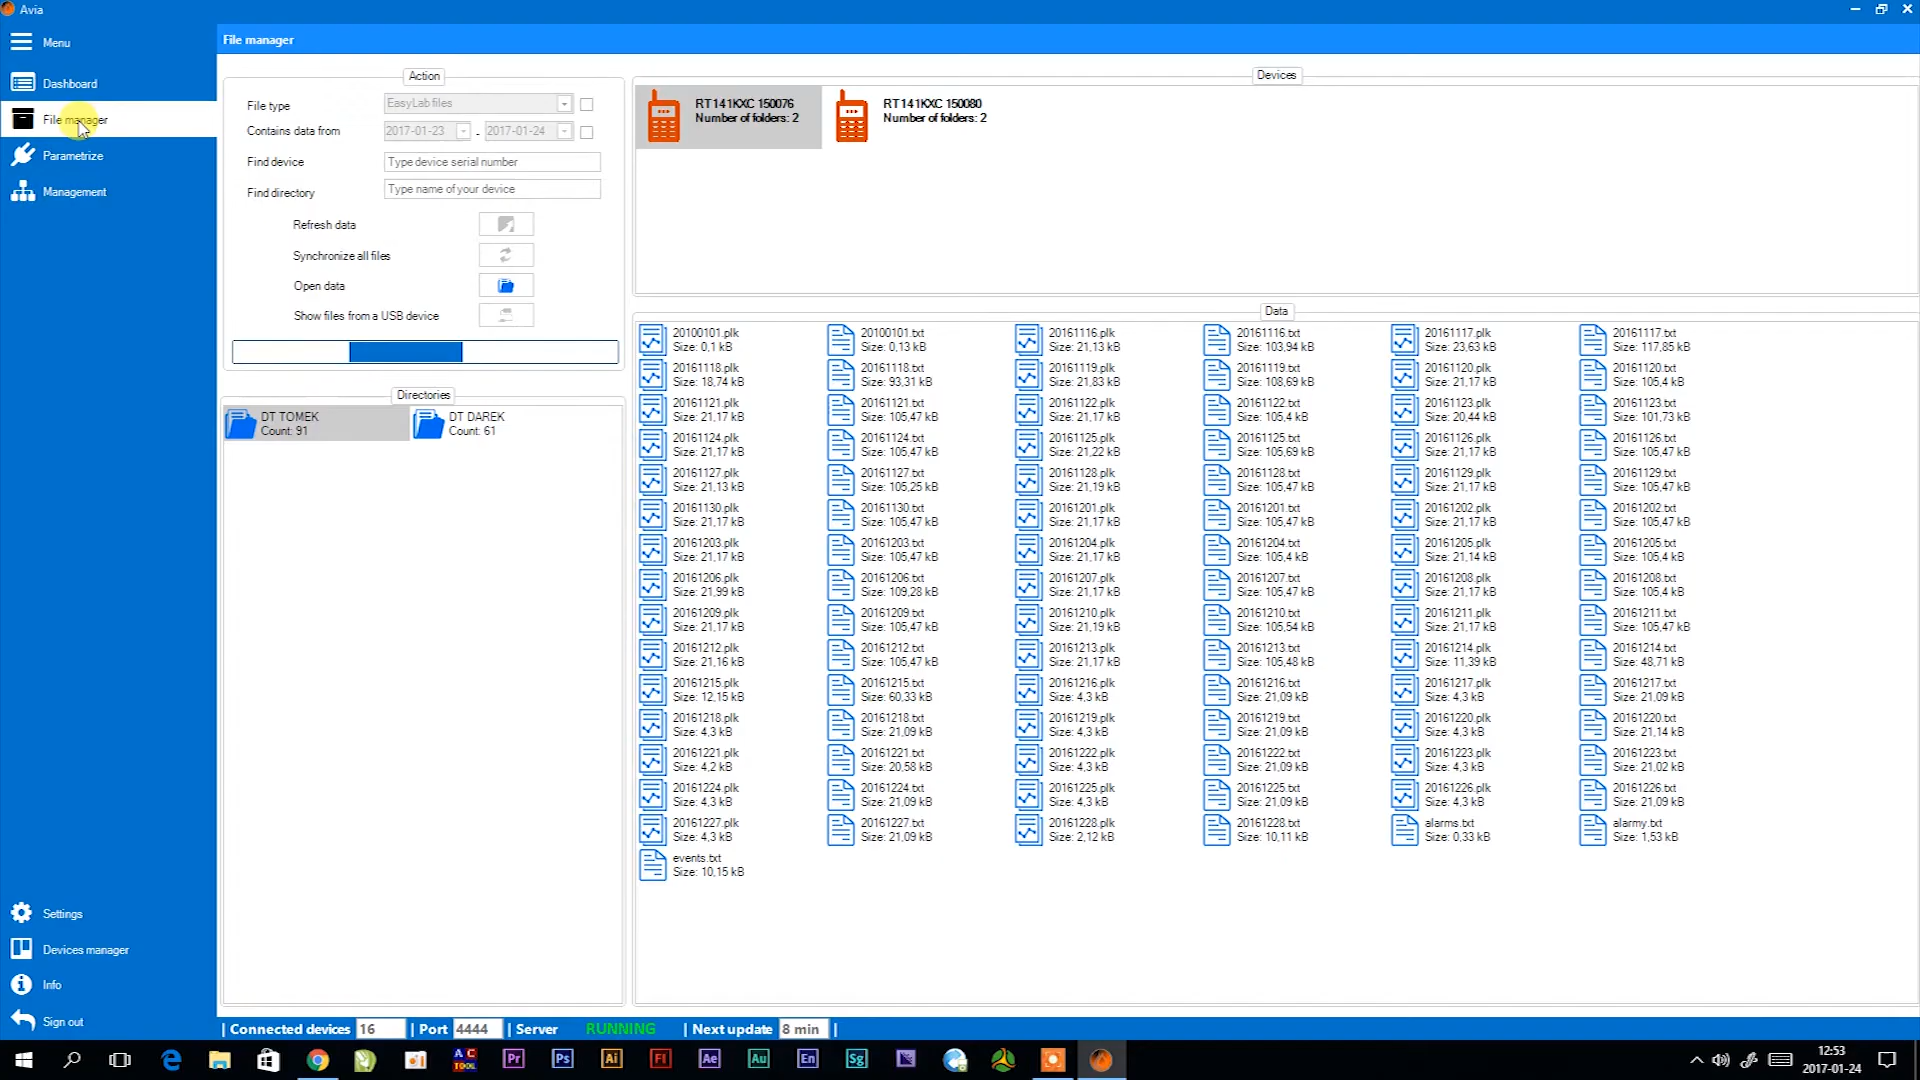 Avia
Menu
Dashboard
File manager
Parametrize
Management
Settings
Devices manager
Info
Sign out
File manager
Action
File type
EasyLab files
Contains data from
2017-01-23 - 2017-01-24
Find device
Type device serial number
Find directory
Type name of your device
Refresh data
Synchronize all files
Open data
Show files from a USB device
Directories
DT TOMEK
Count: 91
DT DAREK
Count: 61
Devices
RT141KXC 150076
Number of folders: 2
RT141KXC 150080
Number of folders: 2
Data
20100101.plk 20100101.txt 20161116.plk 20161116.txt 20161117.plk 20161117.txt
Size: 0,1 kB Size: 0,13 kB Size: 21,13 kB Size: 103,94 kB Size: 23,63 kB Size: 117,85 kB
20161118.plk 20161118.txt 20161119.plk 20161119.txt 20161120.plk 20161120.txt
Size: 18,74 kB Size: 93,31 kB Size: 21,83 kB Size: 108,69 kB Size: 21,17 kB Size: 105,4 kB
20161121.plk 20161121.txt 20161122.plk 20161122.txt 20161123.plk 20161123.txt
Size: 21,17 kB Size: 105,47 kB Size: 21,17 kB Size: 105,4 kB Size: 20,44 kB Size: 101,73 kB
20161124.plk 20161124.txt 20161125.plk 20161125.txt 20161126.plk 20161126.txt
Size: 21,17 kB Size: 105,47 kB Size: 21,22 kB Size: 105,69 kB Size: 21,17 kB Size: 105,47 kB
20161127.plk 20161127.txt 20161128.plk 20161128.txt 20161129.plk 20161129.txt
Size: 21,13 kB Size: 105,25 kB Size: 21,19 kB Size: 105,47 kB Size: 21,17 kB Size: 105,47 kB
20161130.plk 20161130.txt 20161201.plk 20161201.txt 20161202.plk 20161202.txt
Size: 21,17 kB Size: 105,47 kB Size: 21,17 kB Size: 105,47 kB Size: 21,17 kB Size: 105,47 kB
20161203.plk 20161203.txt 20161204.plk 20161204.txt 20161205.plk 20161205.txt
Size: 21,17 kB Size: 105,47 kB Size: 21,17 kB Size: 105,4 kB Size: 21,14 kB Size: 105,4 kB
20161206.plk 20161206.txt 20161207.plk 20161207.txt 20161208.plk 20161208.txt
Size: 21,99 kB Size: 109,28 kB Size: 21,17 kB Size: 105,47 kB Size: 21,17 kB Size: 105,4 kB
20161209.plk 20161209.txt 20161210.plk 20161210.txt 20161211.plk 20161211.txt
Size: 21,17 kB Size: 105,47 kB Size: 21,19 kB Size: 105,54 kB Size: 21,17 kB Size: 105,47 kB
20161212.plk 20161212.txt 20161213.plk 20161213.txt 20161214.plk 20161214.txt
Size: 21,16 kB Size: 105,47 kB Size: 21,17 kB Size: 105,48 kB Size: 11,39 kB Size: 48,71 kB
20161215.plk 20161215.txt 20161216.plk 20161216.txt 20161217.plk 20161217.txt
Size: 12,15 kB Size: 60,33 kB Size: 4,3 kB Size: 21,09 kB Size: 4,3 kB Size: 21,09 kB
20161218.plk 20161218.txt 20161219.plk 20161219.txt 20161220.plk 20161220.txt
Size: 4,3 kB Size: 21,09 kB Size: 4,3 kB Size: 21,09 kB Size: 4,3 kB Size: 21,14 kB
20161221.plk 20161221.txt 20161222.plk 20161222.txt 20161223.plk 20161223.txt
Size: 4,2 kB Size: 20,58 kB Size: 4,3 kB Size: 21,09 kB Size: 4,3 kB Size: 21,02 kB
20161224.plk 20161224.txt 20161225.plk 20161225.txt 20161226.plk 20161226.txt
Size: 4,3 kB Size: 21,09 kB Size: 4,3 kB Size: 21,09 kB Size: 4,3 kB Size: 21,09 kB
20161227.plk 20161227.txt 20161228.plk 20161228.txt alarms.txt alarmy.txt
Size: 4,3 kB Size: 21,09 kB Size: 2,12 kB Size: 10,11 kB Size: 0,33 kB Size: 1,53 kB
events.txt
Size: 10,15 kB
| Connected devices 16 | Port 4444 | Server RUNNING | Next update 8 min |
AC TOOL Pr Ps Ai Fl Ae Au En Sg
12:53
2017-01-24